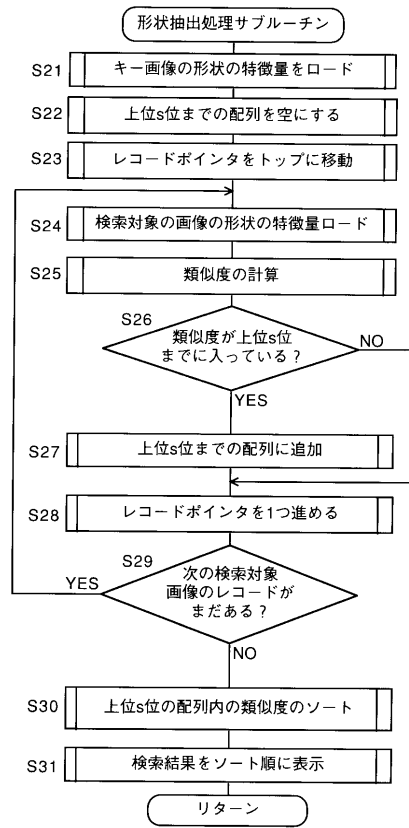 形状抽出処理サブルーチン
S21 キー画像の形状の特徴量をロード
S22 上位s位までの配列を空にする
S23 レコードポインタをトップに移動
S24 検索対象の画像の形状の特徴量ロード
S25 類似度の計算
S26
類似度が上位s位
までに入っている?
NO
YES
S27 上位s位までの配列に追加
S28 レコードポインタを1つ進める
S29
YES
次の検索対象
画像のレコードが
まだある?
NO
S30 上位s位の配列内の類似度のソート
S31 検索結果をソート順に表示
リターン